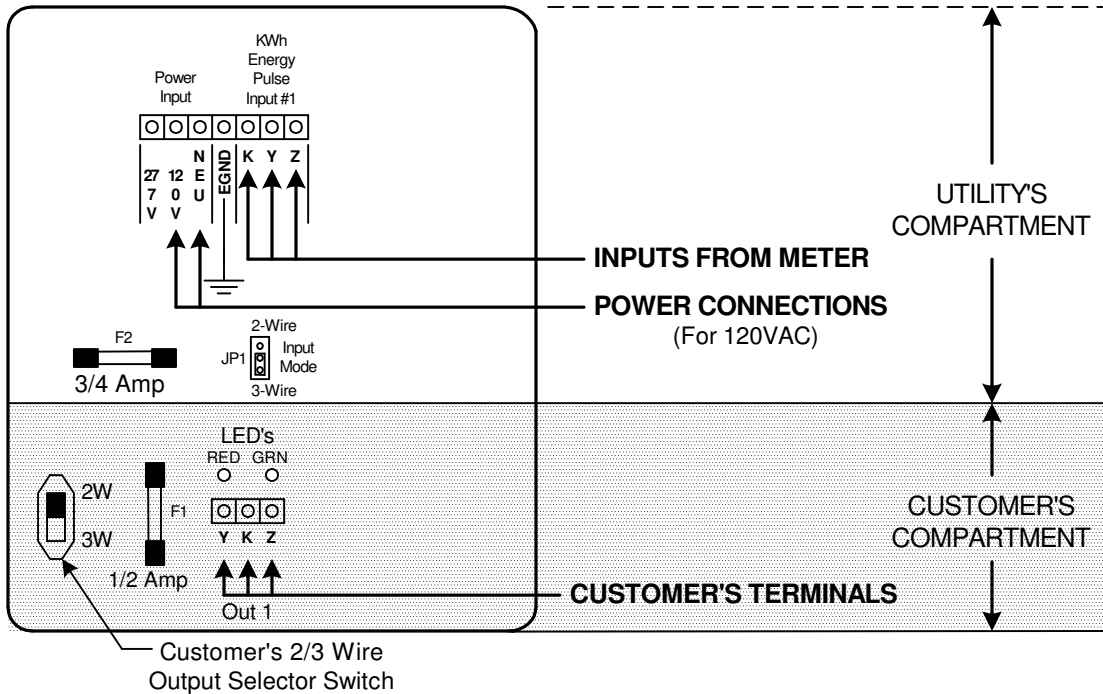 KWh
Energy
Pulse
Input #1
Power
Input
27
7
V
12
0
V
N
E
U
EGND
K Y Z
UTILITY'S
COMPARTMENT
INPUTS FROM METER
POWER CONNECTIONS
(For 120VAC)
F2
3/4 Amp
2-Wire
JP1
Input
Mode
3-Wire
LED's
RED GRN
2W
3W
F1
1/2 Amp
Y K Z
Out 1
CUSTOMER'S
COMPARTMENT
CUSTOMER'S TERMINALS
Customer's 2/3 Wire
Output Selector Switch